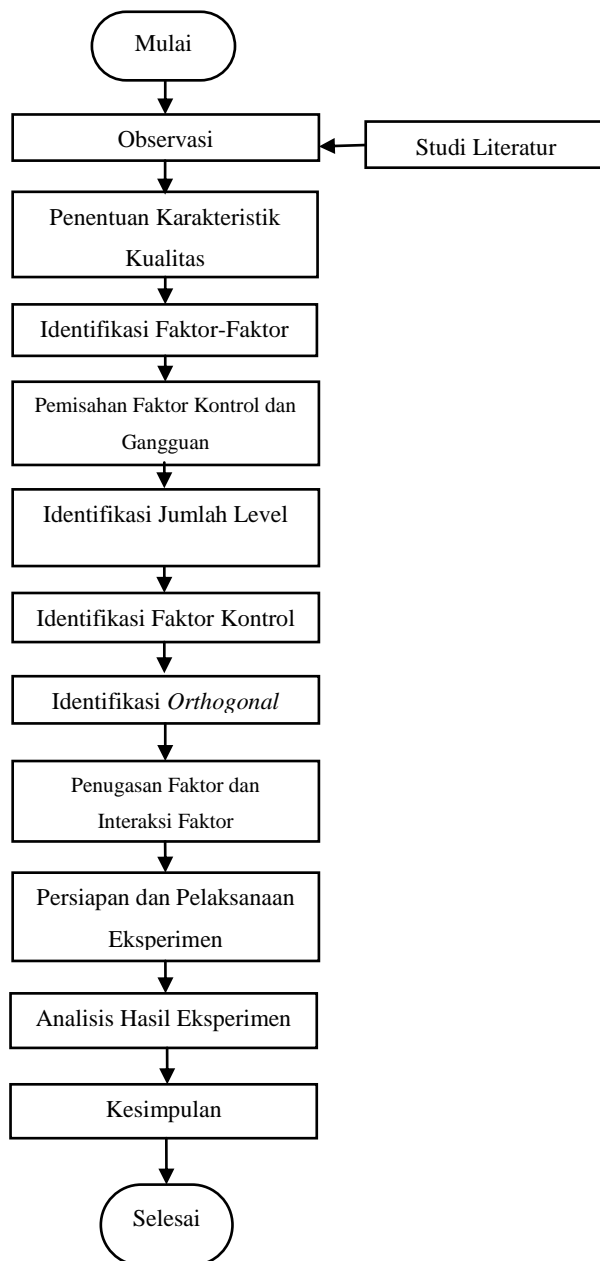 Mulai
Observasi
Studi Literatur
Penentuan Karakteristik
Kualitas
Identifikasi Faktor-Faktor
Pemisahan Faktor Kontrol dan
Gangguan
Identifikasi Jumlah Level
Identifikasi Faktor Kontrol
Identifikasi Orthogonal
Penugasan Faktor dan
Interaksi Faktor
Persiapan dan Pelaksanaan
Eksperimen
Analisis Hasil Eksperimen
Kesimpulan
Selesai